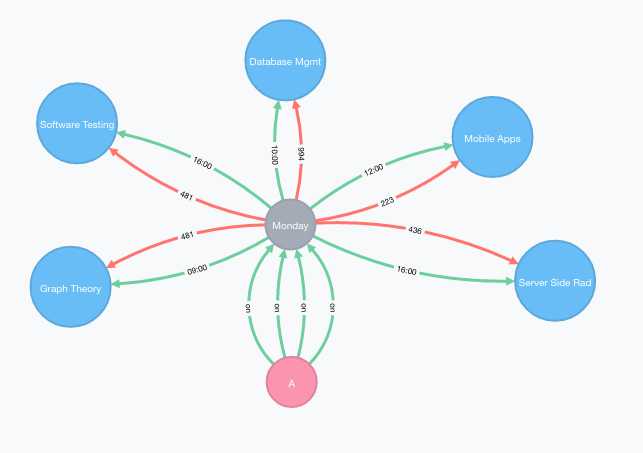 Database Mgmt
Software Testing
Mobile Apps
16:00
10:00
994
12:00
481
223
Monday
481
436
09:00
16:00
Graph Theory
Server Side Rad
on
on
on
on
A